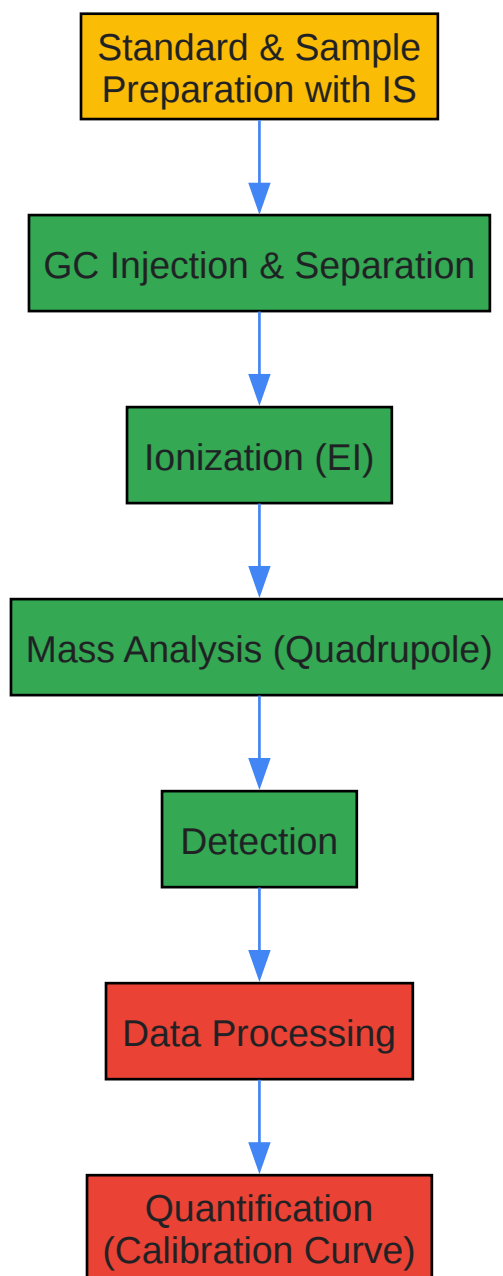 Standard & Sample
Preparation with IS
GC Injection & Separation
Ionization (EI)
Mass Analysis (Quadrupole)
Detection
Data Processing
Quantification
(Calibration Curve)